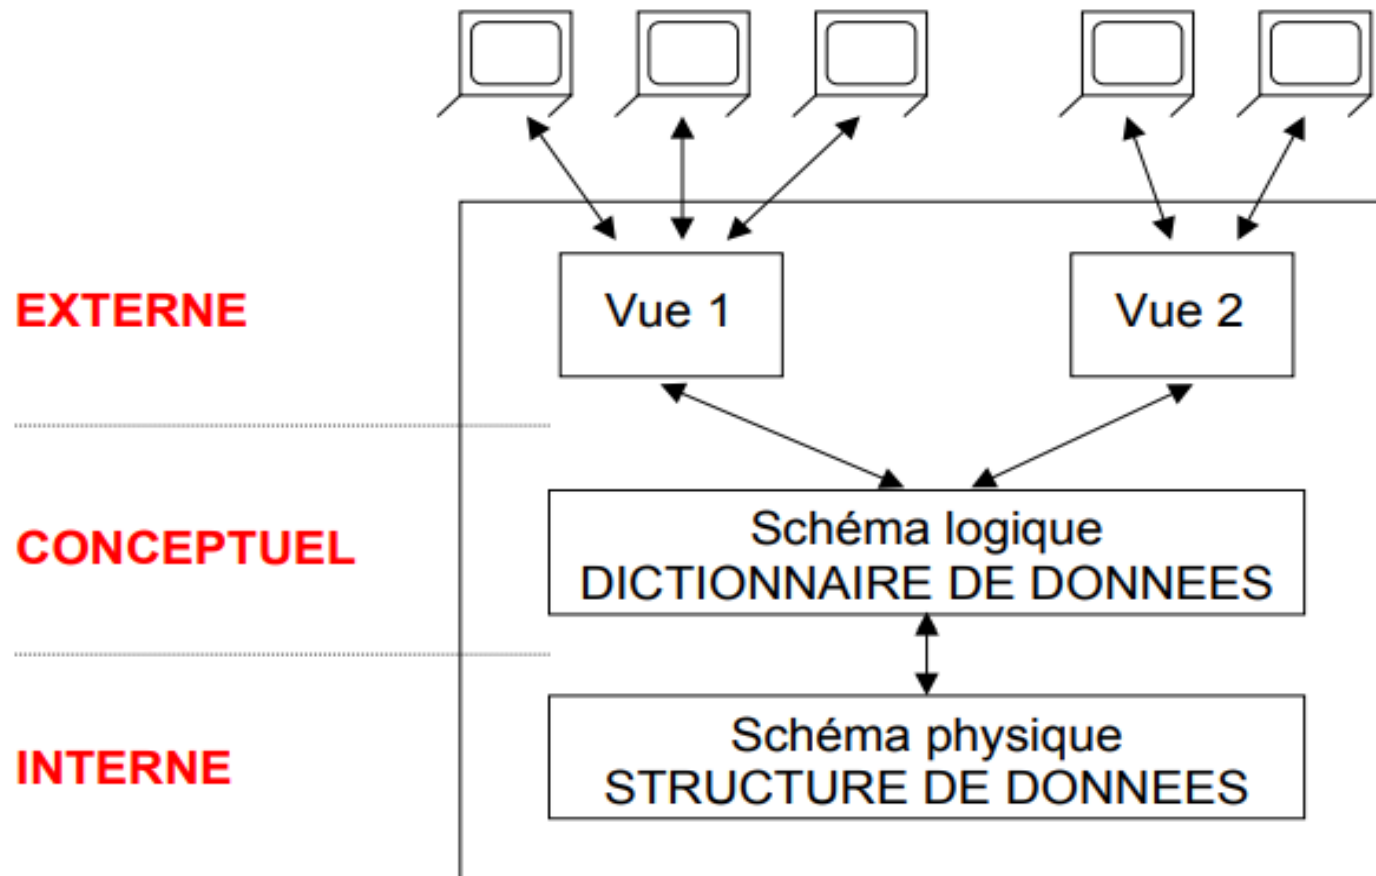 EXTERNE
Vue 1
Vue 2
CONCEPTUEL
Schéma logique
DICTIONNAIRE DE DONNEES
INTERNE
Schéma physique
STRUCTURE DE DONNEES